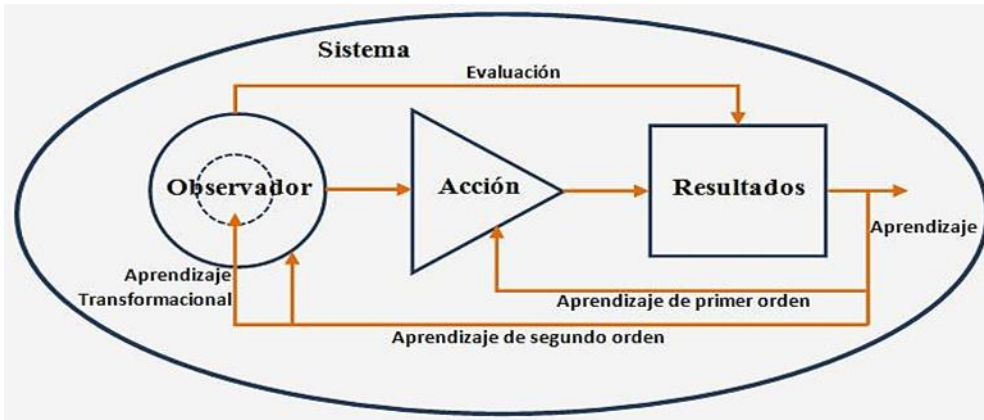 Sistema
Evaluación
Observador
Acción
Resultados
Aprendizaje
Aprendizaje
Transformacional
Aprendizaje de primer orden
Aprendizaje de segundo orden